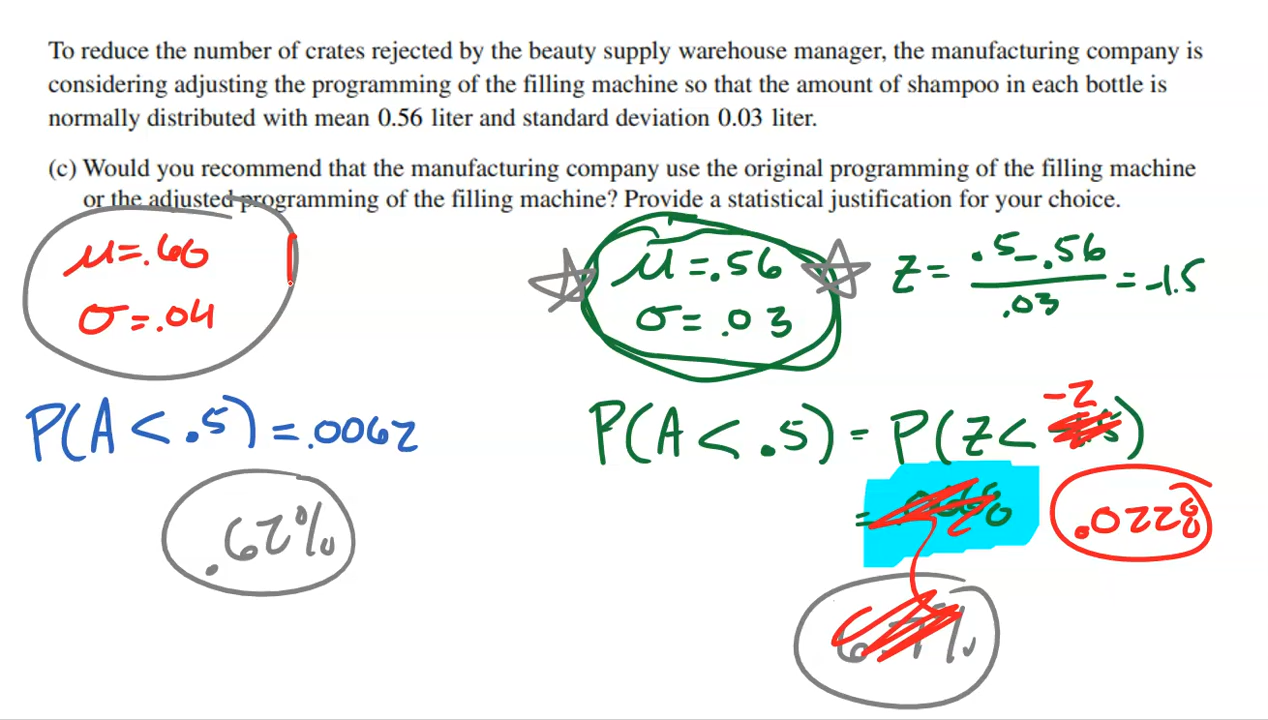 To reduce the number of crates rejected by the beauty supply warehouse manager, the manufacturing company is
considering adjusting the programming of the filling machine so that the amount of shampoo in each bottle is
normally distributed with mean 0.56 liter and standard deviation 0.03 liter.
(c) Would you recommend that the manufacturing company use the original programming of the filling machine
or the adjusted programming of the filling machine? Provide a statistical justification for your choice.
μ=.60
σ=.04
P(A<.5)=.0062
.62%
μ=.56
σ=.03
z= .5-.56 / .03 = -1.5
-2
P(A<.5)=P(Z< )
=
.0228